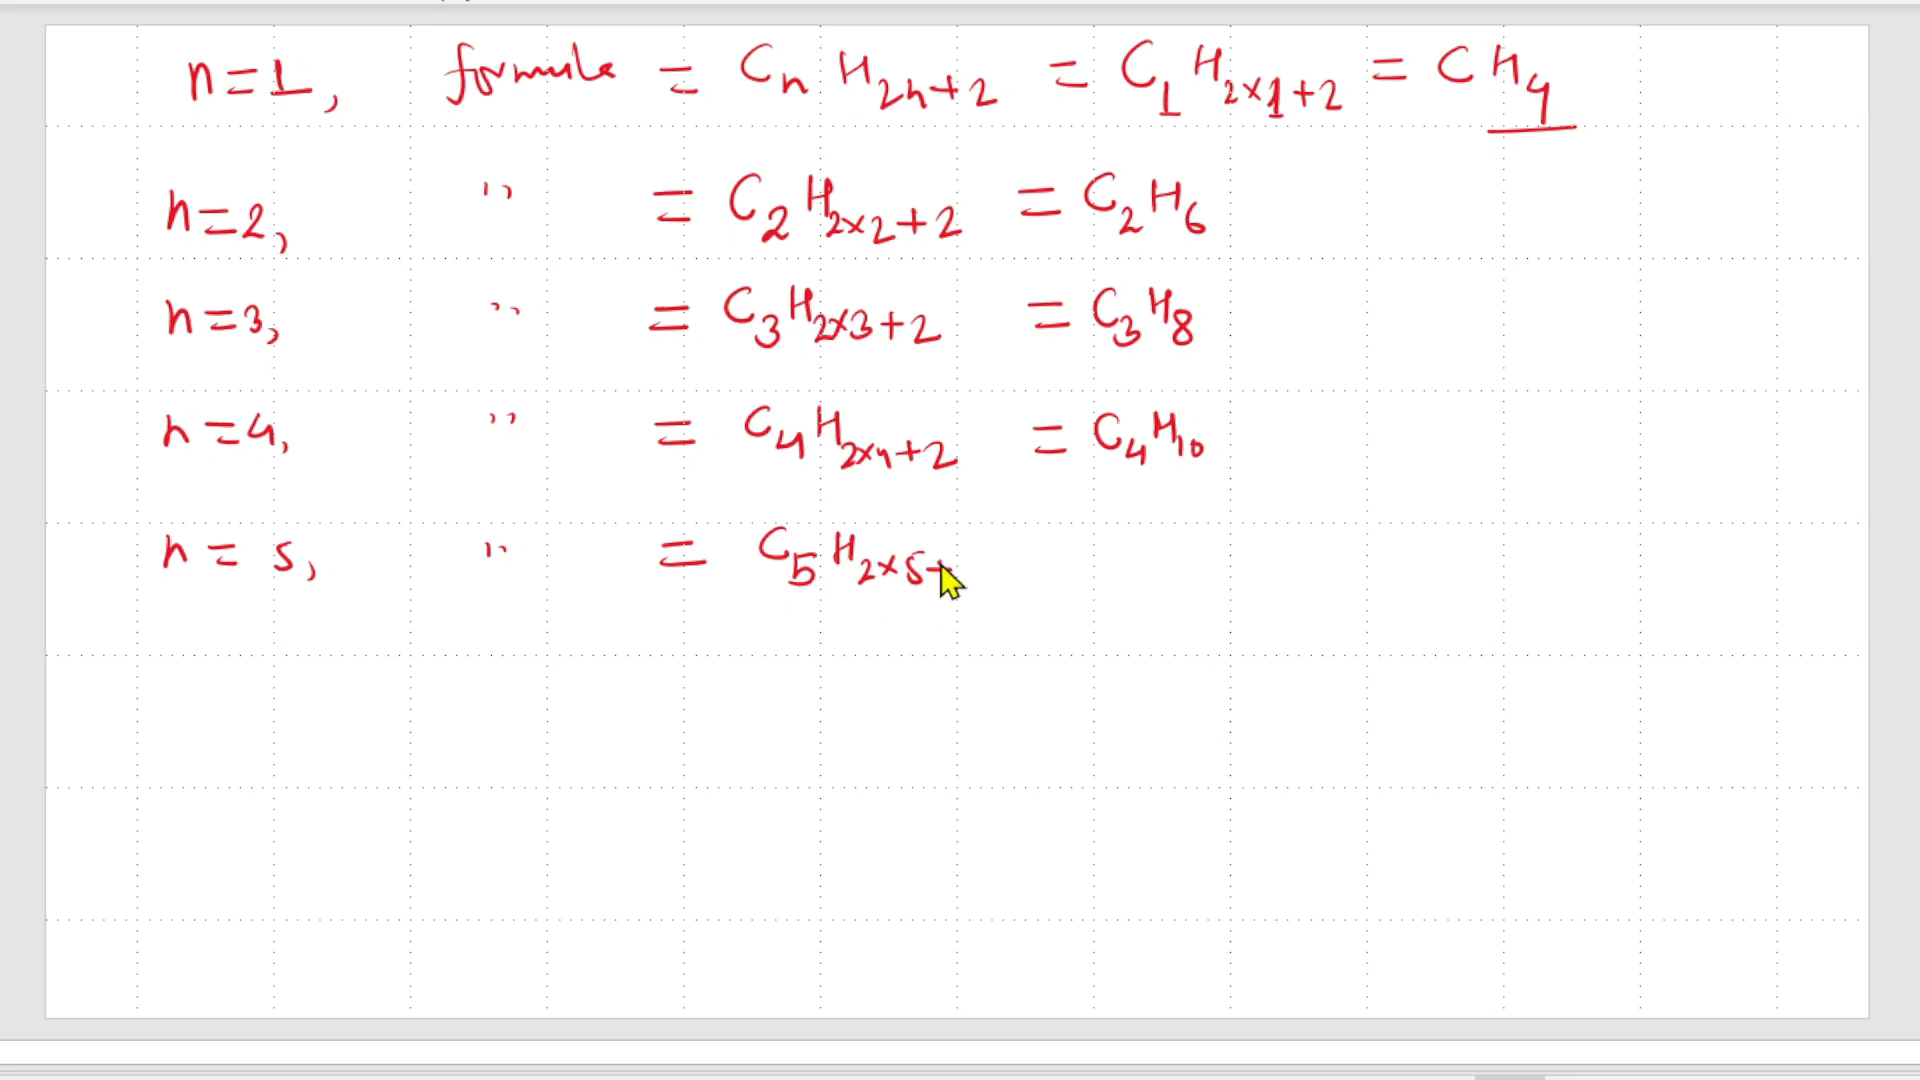 n=1, formula = CnH2n+2 = C1H2×1+2 = CH4
n=2, " = C2H2×2+2 = C2H6
n=3, " = C3H2×3+2 = C3H8
n=4, " = C4H2×4+2 = C4H10
n=5, " = C5H2×5+